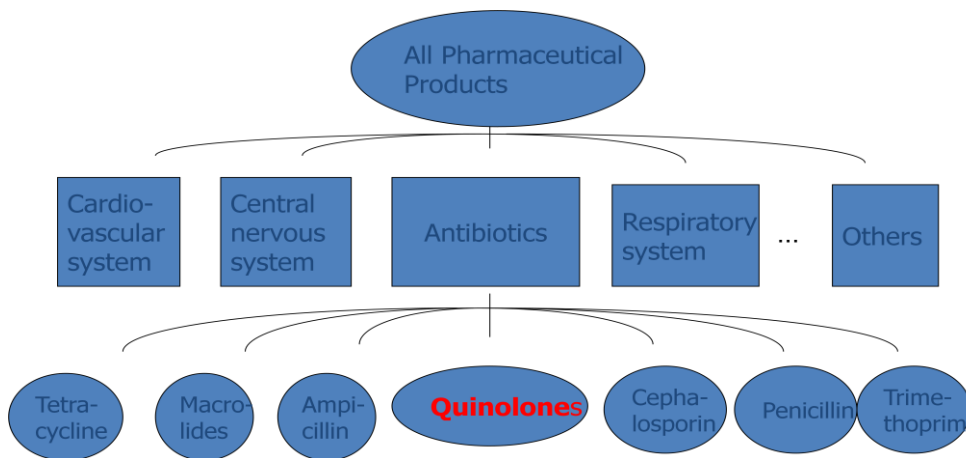 All Pharmaceutical
Products
Cardio-
vascular
system
Central
nervous
system
Antibiotics
Respiratory
system
...
Others
Tetra-
cycline
Macro-
lides
Ampi-
cillin
Quinolones
Cepha-
losporin
Penicillin
Trime-
thoprim